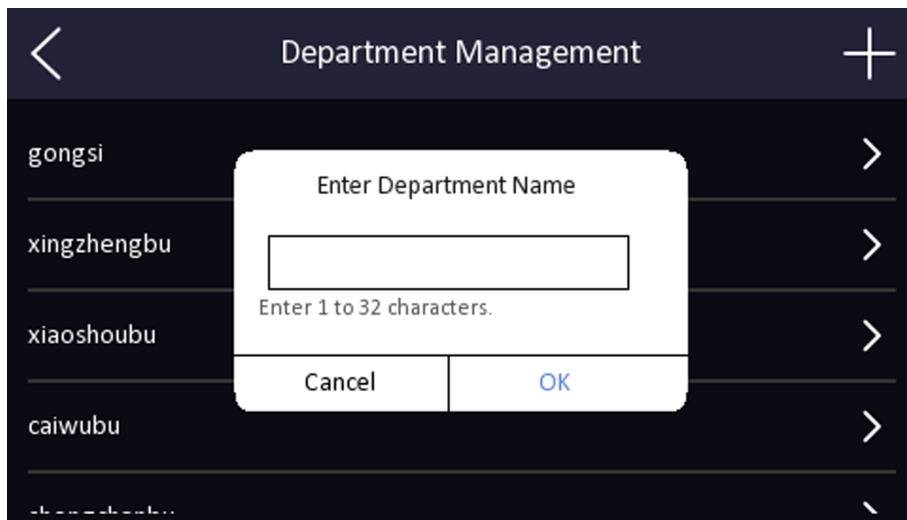 Department Management
gongsi
Enter Department Name
xingzhengbu
Enter 1 to 32 characters.
xiaoshoubu
Cancel
OK
caiwubu